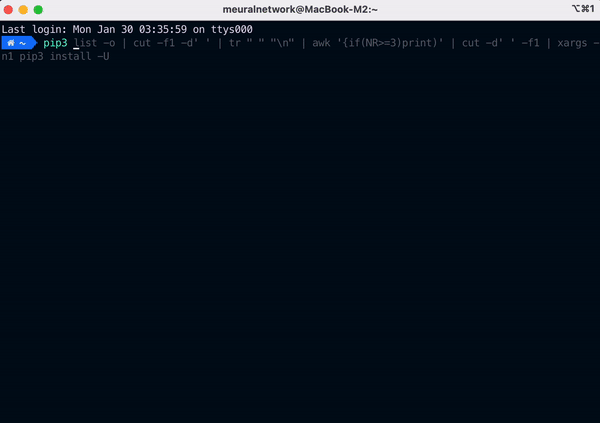 meuralnetwork@MacBook-M2:~ ⌥⌘1
Last login: Mon Jan 30 03:35:59 on ttys000
~ pip3 list -o | cut -f1 -d' ' | tr " " "\n" | awk '{if(NR>=3)print)' | cut -d' ' -f1 | xargs -
n1 pip3 install -U